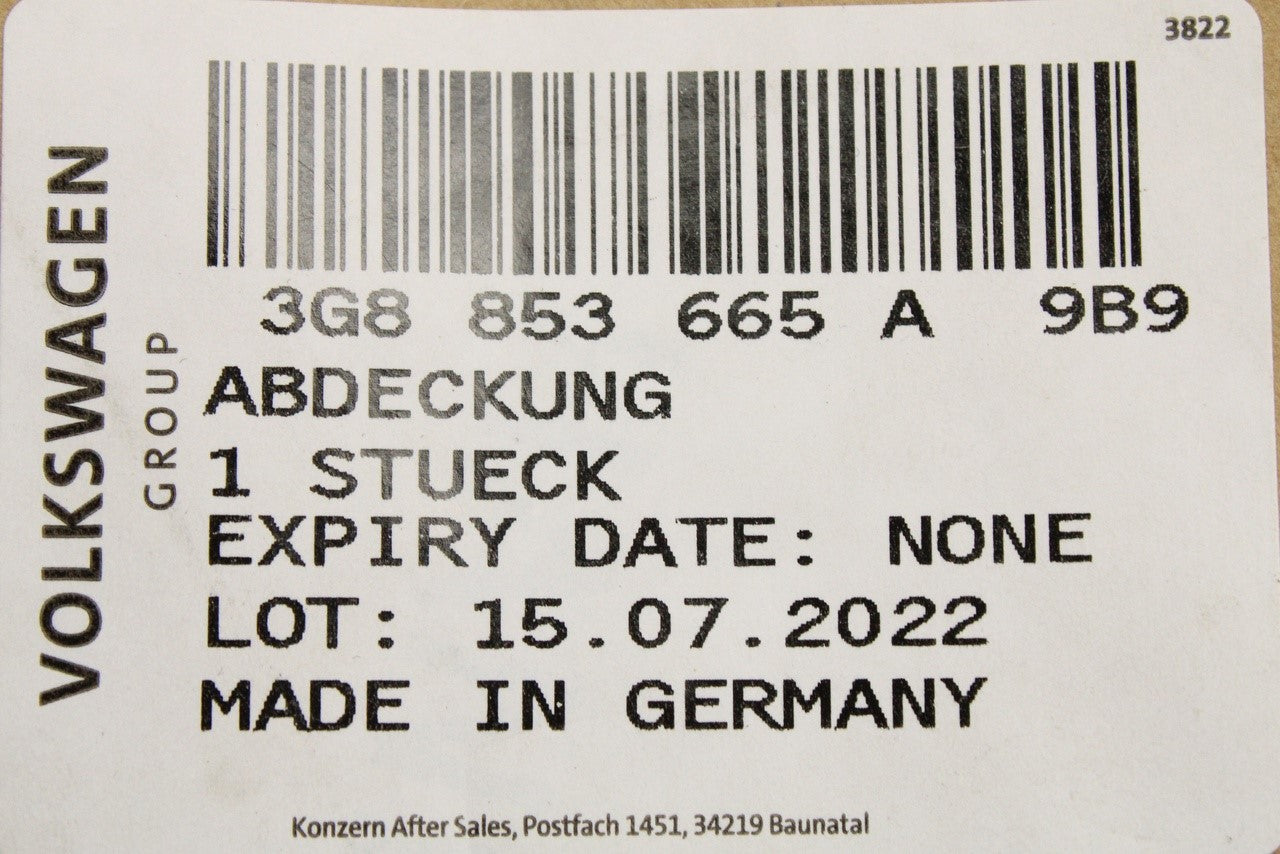 3822
VOLKSWAGEN
GROUP
3G8 853 665 A 9B9
ABDECKUNG
1 STUECK
EXPIRY DATE: NONE
LOT: 15.07.2022
MADE IN GERMANY
Konzern After Sales, Postfach 1451, 34219 Baunatal